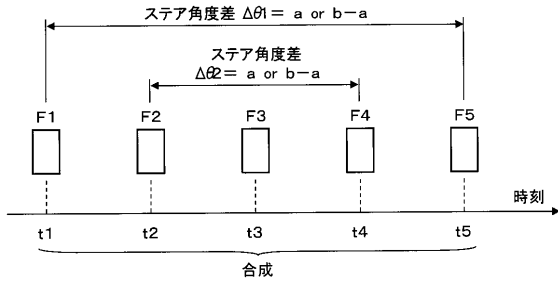 ステア角度差 Δθ1＝ a or b−a
ステア角度差
Δθ2＝ a or b−a
F1 F2 F3 F4 F5
時刻
t1 t2 t3 t4 t5
合成